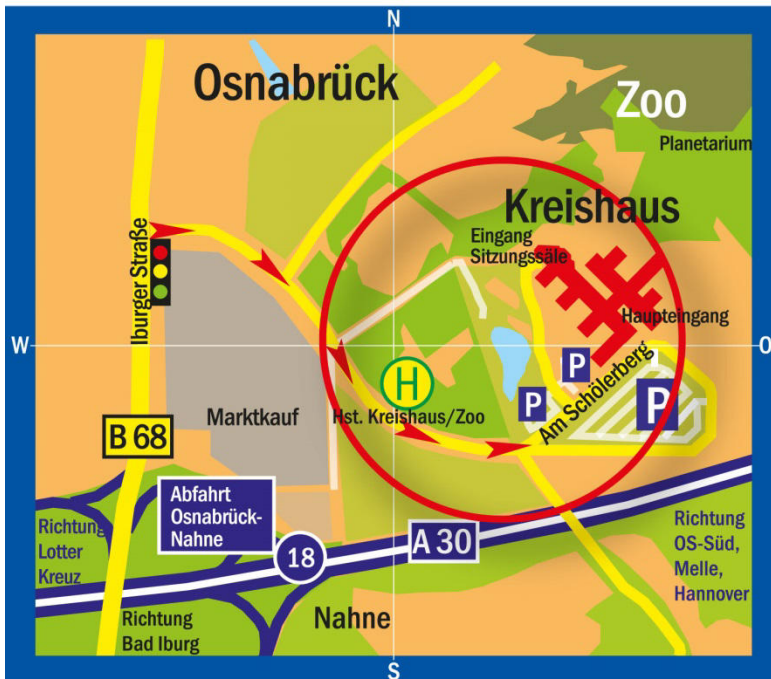 N
Osnabrück
Zoo
Planetarium
Kreishaus
Eingang
Sitzungssäle
Iburger Straße
Haupteingang
W
O
P
H
P
P
Am Schölerberg
Marktkauf
Hst. Kreishaus/Zoo
B 68
Abfahrt
Osnabrück-
Nahne
18
A 30
Richtung
Lotter
Kreuz
Richtung
OS-Süd,
Melle,
Hannover
Richtung
Bad Iburg
Nahne
S